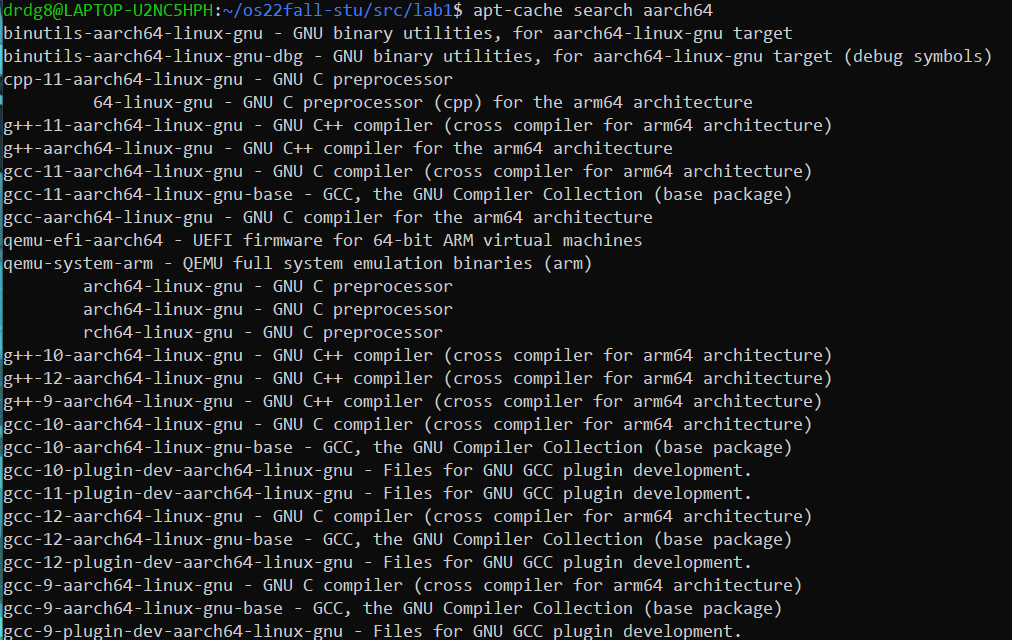 drdg8@LAPTOP-U2NC5HPH:~/os22fall-stu/src/lab1$ apt-cache search aarch64
binutils-aarch64-linux-gnu - GNU binary utilities, for aarch64-linux-gnu target
binutils-aarch64-linux-gnu-dbg - GNU binary utilities, for aarch64-linux-gnu target (debug symbols)
cpp-11-aarch64-linux-gnu - GNU C preprocessor
64-linux-gnu - GNU C preprocessor (cpp) for the arm64 architecture
g++-11-aarch64-linux-gnu - GNU C++ compiler (cross compiler for arm64 architecture)
g++-aarch64-linux-gnu - GNU C++ compiler for the arm64 architecture
gcc-11-aarch64-linux-gnu - GNU C compiler (cross compiler for arm64 architecture)
gcc-11-aarch64-linux-gnu-base - GCC, the GNU Compiler Collection (base package)
gcc-aarch64-linux-gnu - GNU C compiler for the arm64 architecture
qemu-efi-aarch64 - UEFI firmware for 64-bit ARM virtual machines
qemu-system-arm - QEMU full system emulation binaries (arm)
arch64-linux-gnu - GNU C preprocessor
arch64-linux-gnu - GNU C preprocessor
rch64-linux-gnu - GNU C preprocessor
g++-10-aarch64-linux-gnu - GNU C++ compiler (cross compiler for arm64 architecture)
g++-12-aarch64-linux-gnu - GNU C++ compiler (cross compiler for arm64 architecture)
g++-9-aarch64-linux-gnu - GNU C++ compiler (cross compiler for arm64 architecture)
gcc-10-aarch64-linux-gnu - GNU C compiler (cross compiler for arm64 architecture)
gcc-10-aarch64-linux-gnu-base - GCC, the GNU Compiler Collection (base package)
gcc-10-plugin-dev-aarch64-linux-gnu - Files for GNU GCC plugin development.
gcc-11-plugin-dev-aarch64-linux-gnu - Files for GNU GCC plugin development.
gcc-12-aarch64-linux-gnu - GNU C compiler (cross compiler for arm64 architecture)
gcc-12-aarch64-linux-gnu-base - GCC, the GNU Compiler Collection (base package)
gcc-12-plugin-dev-aarch64-linux-gnu - Files for GNU GCC plugin development.
gcc-9-aarch64-linux-gnu - GNU C compiler (cross compiler for arm64 architecture)
gcc-9-aarch64-linux-gnu-base - GCC, the GNU Compiler Collection (base package)
gcc-9-plugin-dev-aarch64-linux-gnu - Files for GNU GCC plugin development.